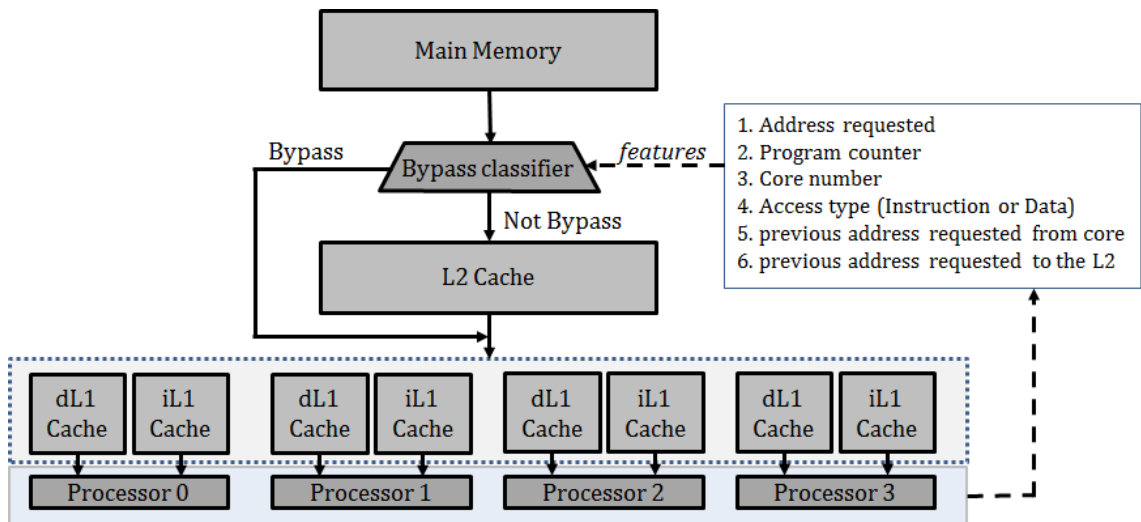 Main Memory
Bypass
Bypass classifier
features
1. Address requested
2. Program counter
3. Core number
4. Access type (Instruction or Data)
5. previous address requested from core
6. previous address requested to the L2
Not Bypass
L2 Cache
dL1
Cache
iL1
Cache
dL1
Cache
iL1
Cache
dL1
Cache
iL1
Cache
dL1
Cache
iL1
Cache
Processor 0
Processor 1
Processor 2
Processor 3